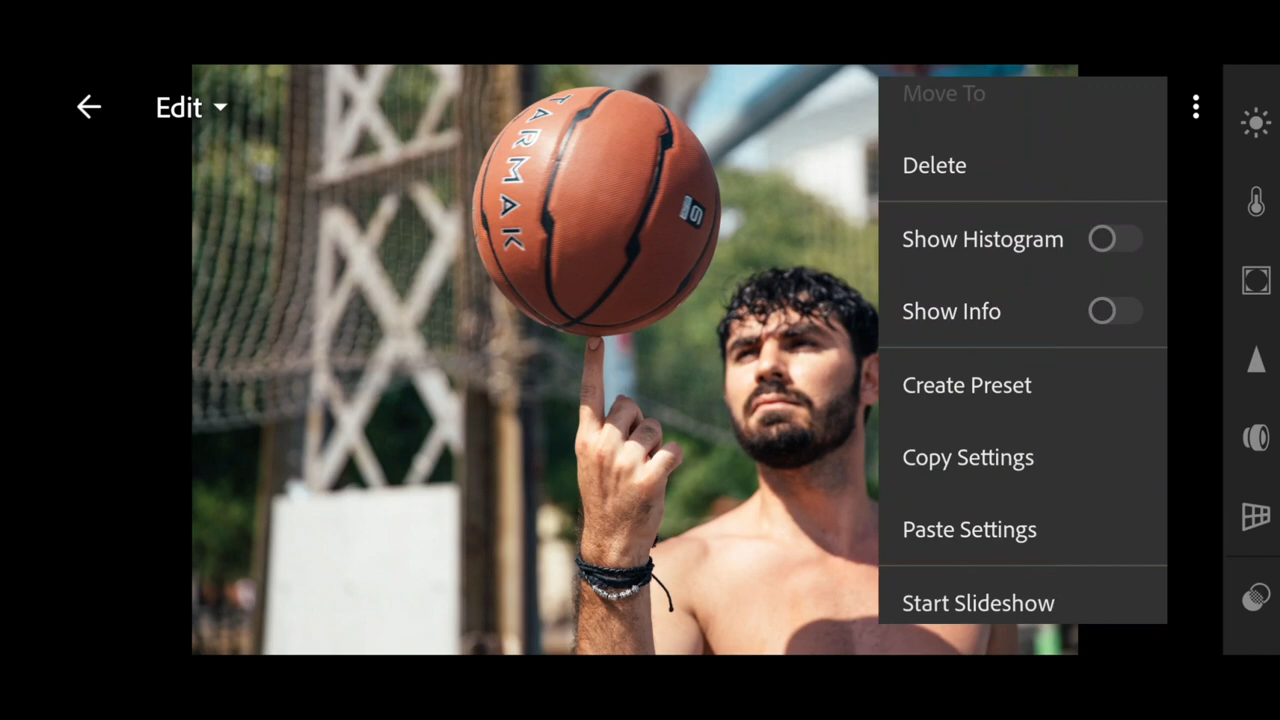 Edit
Move To
Delete
Show Histogram
Show Info
Create Preset
Copy Settings
Paste Settings
Start Slideshow
TARMAK